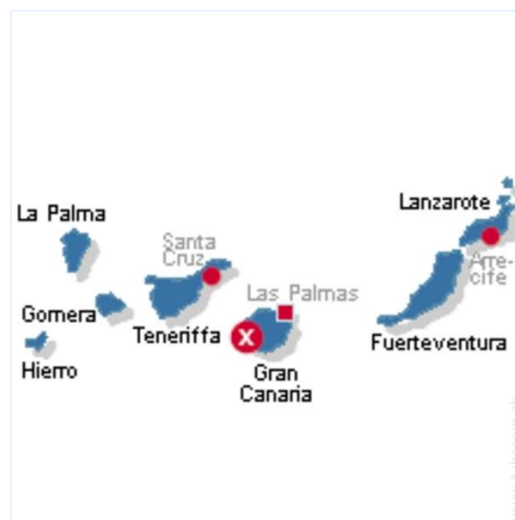 Lanzarote
La Palma
Santa
Cruz
Arre-
cife
Las Palmas
Gomera
Teneriffa
X
Fuerteventura
Hierro
Gran
Canaria